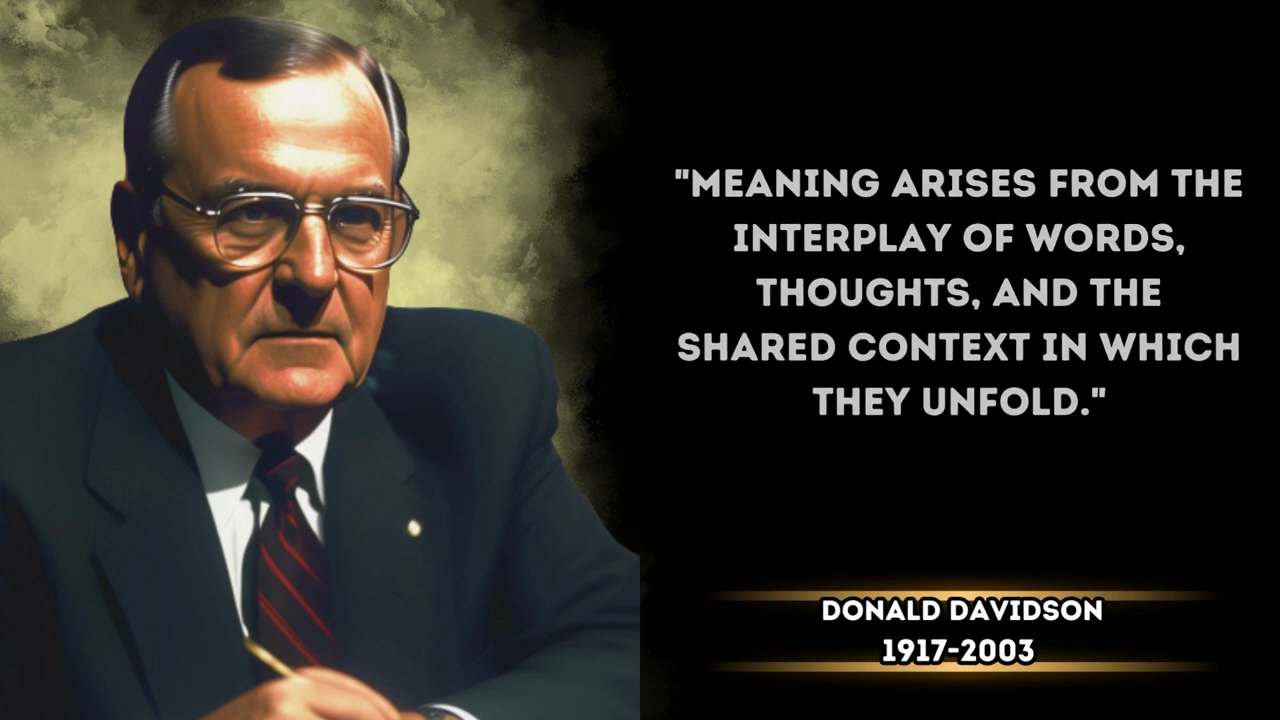 "MEANING ARISES FROM THE
INTERPLAY OF WORDS,
THOUGHTS, AND THE
SHARED CONTEXT IN WHICH
THEY UNFOLD."
DONALD DAVIDSON
1917-2003